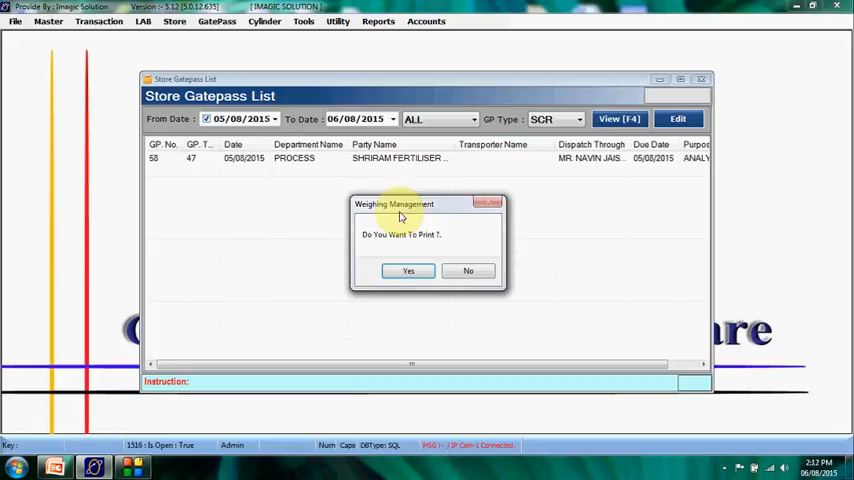 Provide By : Imagic Solution Version :- 5.12 [5.0.12.635] [ IMAGIC SOLUTION ]
File Master Transaction LAB Store GatePass Cylinder Tools Utility Reports Accounts
Store Gatepass List
Store Gatepass List
From Date : 05/08/2015 To Date : 06/08/2015 ALL GP Type : SCR View [F4] Edit
GP. No. GP. T... Date Department Name Party Name Transporter Name Dispatch Through Due Date Purpos
58 47 05/08/2015 PROCESS SHRIRAM FERTILISER ... MR. NAVIN JAIS... 05/08/2015 ANALY
Weighing Management
Do You Want To Print ?.
Yes No
are
Instruction:
Key : 1516 : Is Open : True Admin Num Caps DBType: SQL MSG :- / IP Cam-1 Connected.
2:12 PM
06/08/2015